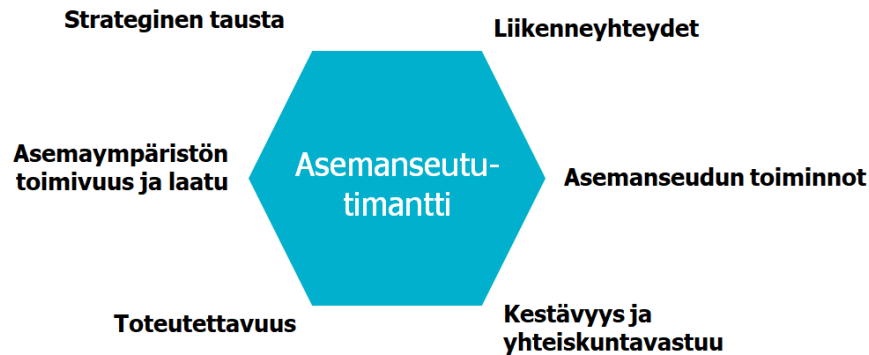 Strateginen tausta
Liikenneyhteydet
Asemaympäristön
toimivuus ja laatu
Asemanseutu-
timantti
Asemanseudun toiminnot
Toteutettavuus
Kestävyys ja
yhteiskuntavastuu